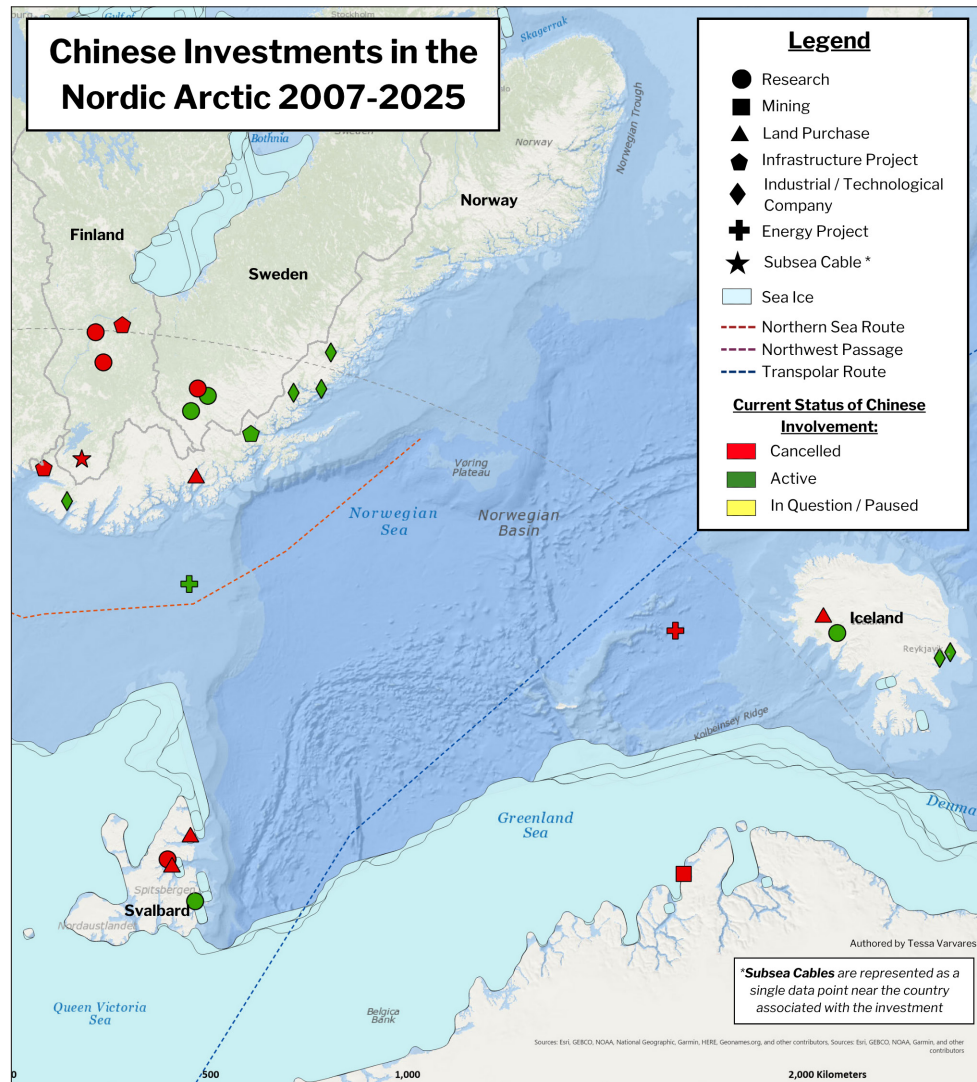 Stockholm
Gulf of
Skagerrak
Chinese Investments in the
Nordic Arctic 2007-2025
Bothnia
Norway
Norwegian Trough
Norway
Finland
Sweden
Legend
Research
Mining
Land Purchase
Infrastructure Project
Industrial / Technological
Company
Energy Project
Subsea Cable *
Sea Ice
Northern Sea Route
Northwest Passage
Transpolar Route
Current Status of Chinese
Involvement:
Cancelled
Active
In Question / Paused
Vøring
Plateau
Norwegian
Sea
Norwegian
Basin
Iceland
Reykjavik
Kolbeinsey Ridge
Greenland
Sea
Denma
Spitsbergen
Svalbard
Nordaustlandet
Authored by Tessa Varvares
*Subsea Cables are represented as a
single data point near the country
associated with the investment
Queen Victoria
Sea
Belgica
Bank
Sources: Esri, GEBCO, NOAA, National Geographic, Garmin, HERE, Geonames.org, and other contributors, Sources: Esri, GEBCO, NOAA, Garmin, and other
contributors
0 500 1,000 2,000 Kilometers